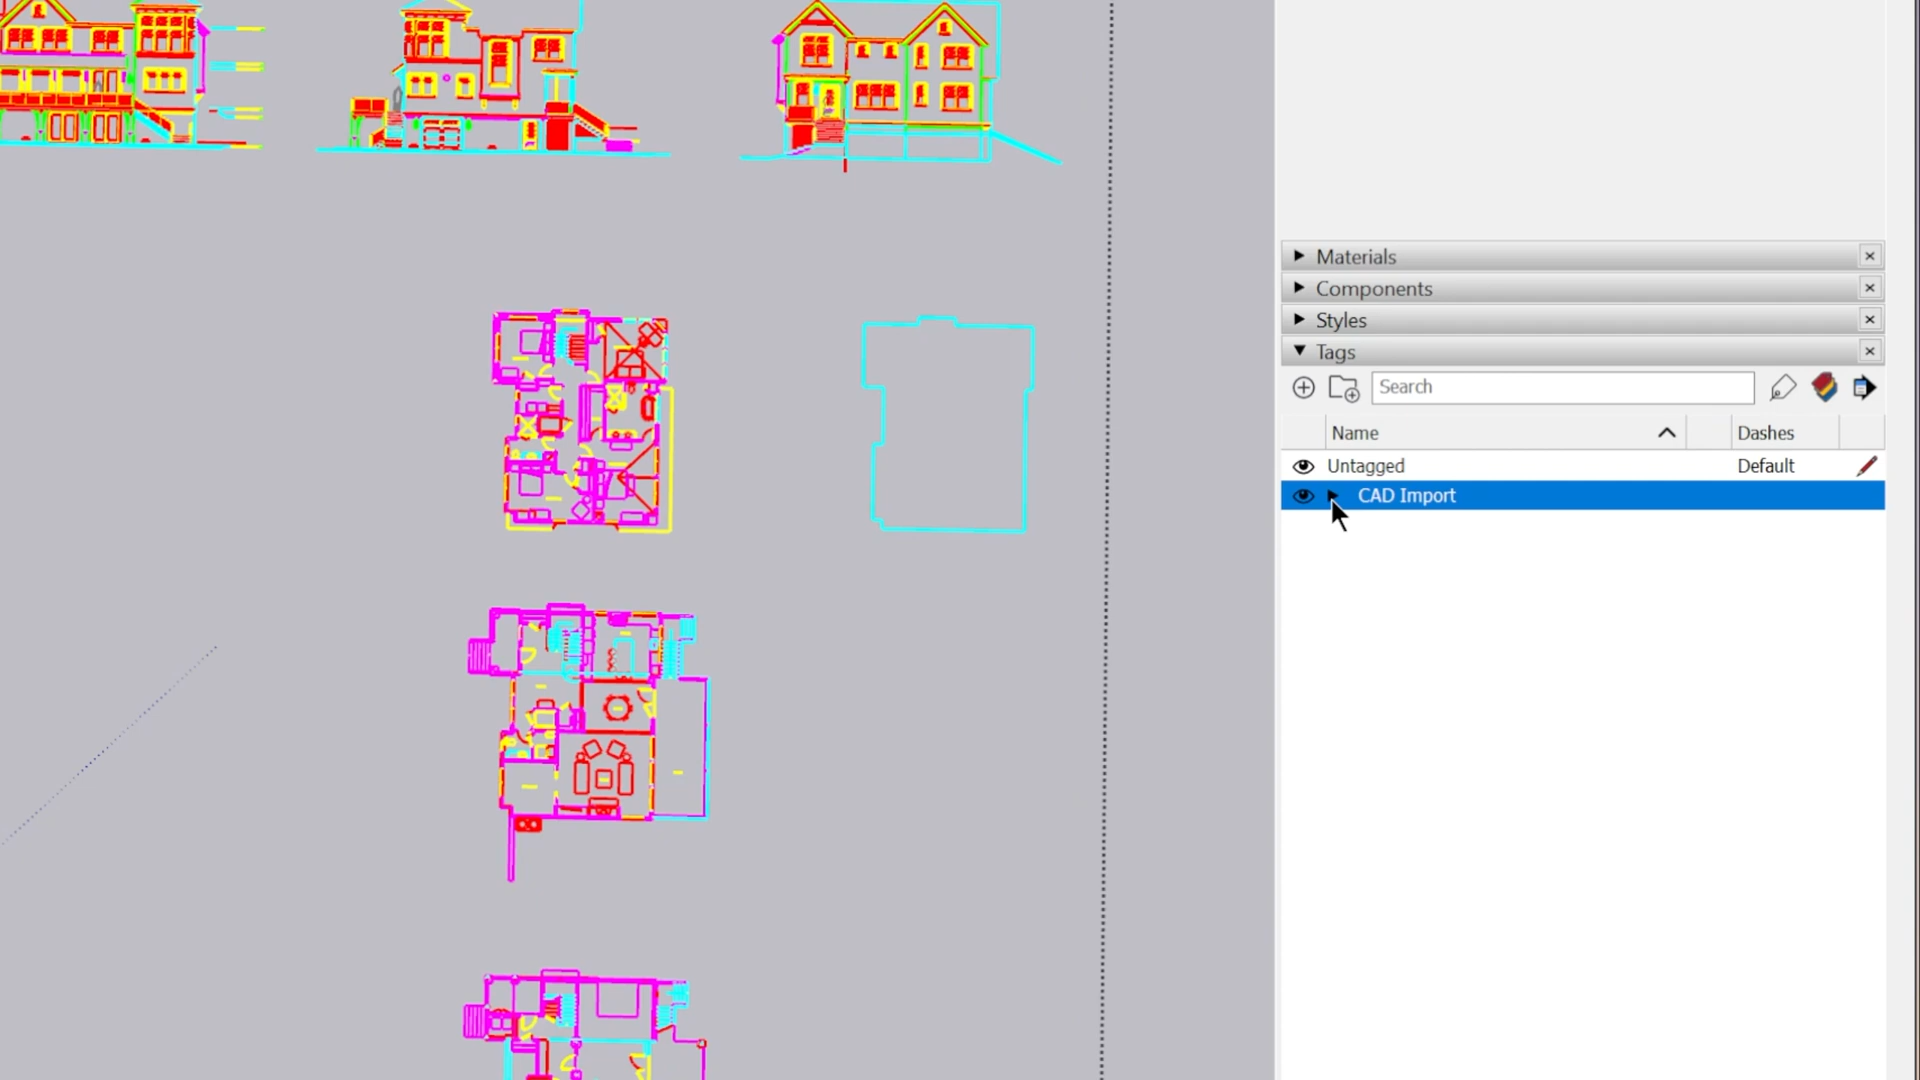 Materials
Components
Styles
Tags
Search
Name Dashes
Untagged Default
CAD Import